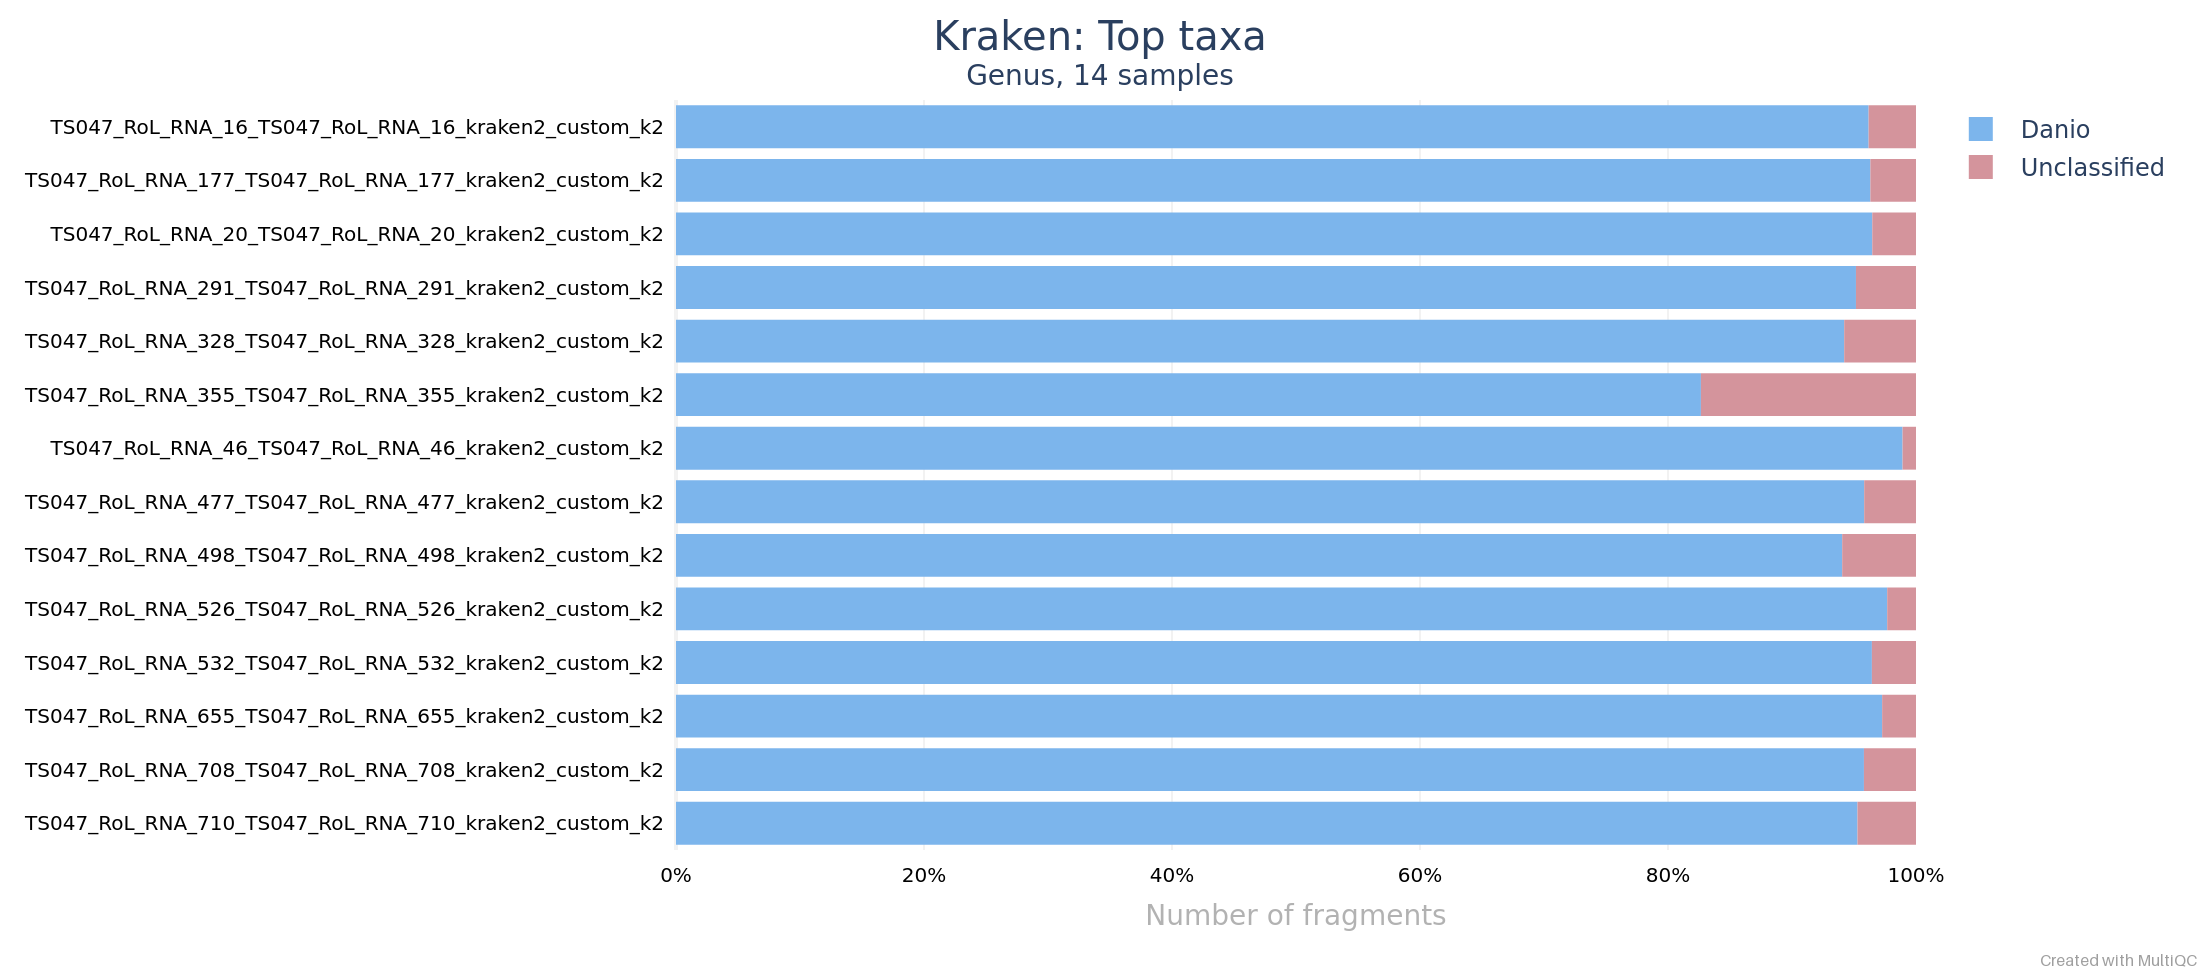 Kraken: Top taxa
Genus, 14 samples
TS047_RoL_RNA_16_TS047_RoL_RNA_16_kraken2_custom_k2
TS047_RoL_RNA_177_TS047_RoL_RNA_177_kraken2_custom_k2
TS047_RoL_RNA_20_TS047_RoL_RNA_20_kraken2_custom_k2
TS047_RoL_RNA_291_TS047_RoL_RNA_291_kraken2_custom_k2
TS047_RoL_RNA_328_TS047_RoL_RNA_328_kraken2_custom_k2
TS047_RoL_RNA_355_TS047_RoL_RNA_355_kraken2_custom_k2
TS047_RoL_RNA_46_TS047_RoL_RNA_46_kraken2_custom_k2
TS047_RoL_RNA_477_TS047_RoL_RNA_477_kraken2_custom_k2
TS047_RoL_RNA_498_TS047_RoL_RNA_498_kraken2_custom_k2
TS047_RoL_RNA_526_TS047_RoL_RNA_526_kraken2_custom_k2
TS047_RoL_RNA_532_TS047_RoL_RNA_532_kraken2_custom_k2
TS047_RoL_RNA_655_TS047_RoL_RNA_655_kraken2_custom_k2
TS047_RoL_RNA_708_TS047_RoL_RNA_708_kraken2_custom_k2
TS047_RoL_RNA_710_TS047_RoL_RNA_710_kraken2_custom_k2
0% 20% 40% 60% 80% 100%
Number of fragments
Danio
Unclassified
Created with MultiQC